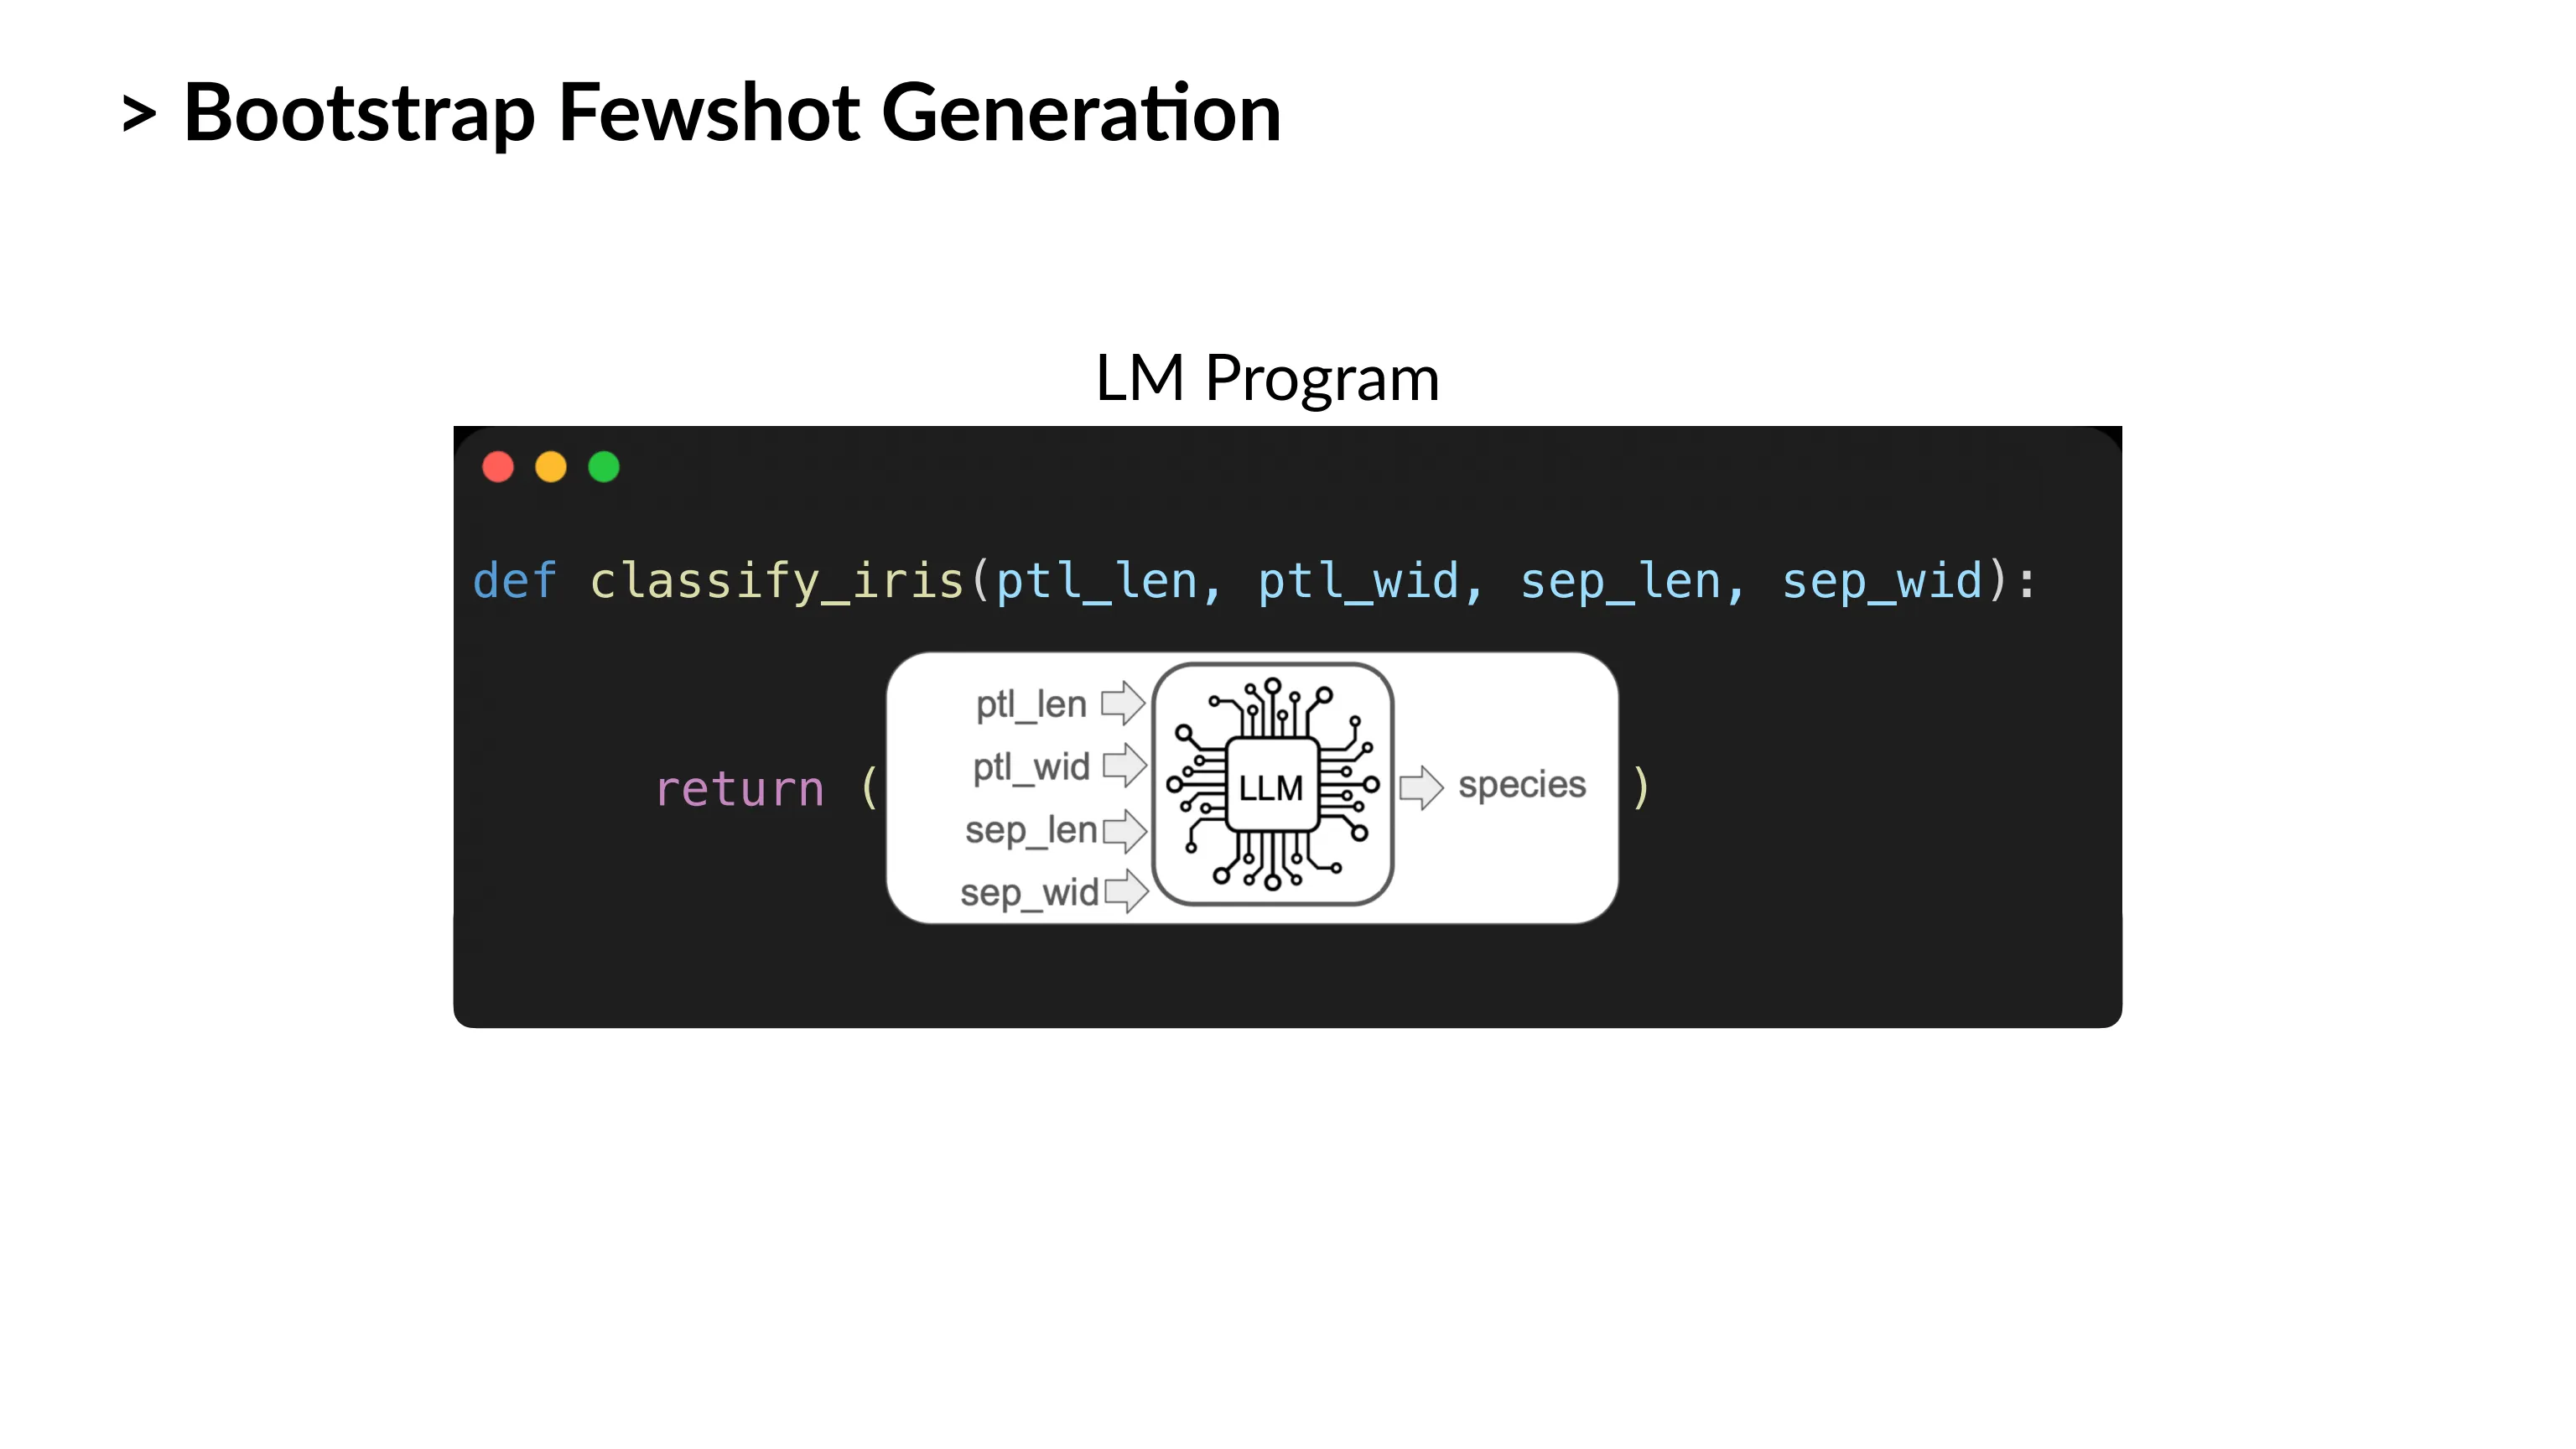 > Bootstrap Fewshot Generation
LM Program
def classify_iris(ptl_len, ptl_wid, sep_len, sep_wid):
return (
ptl_len
ptl_wid
sep_len
sep_wid
LLM
species
)